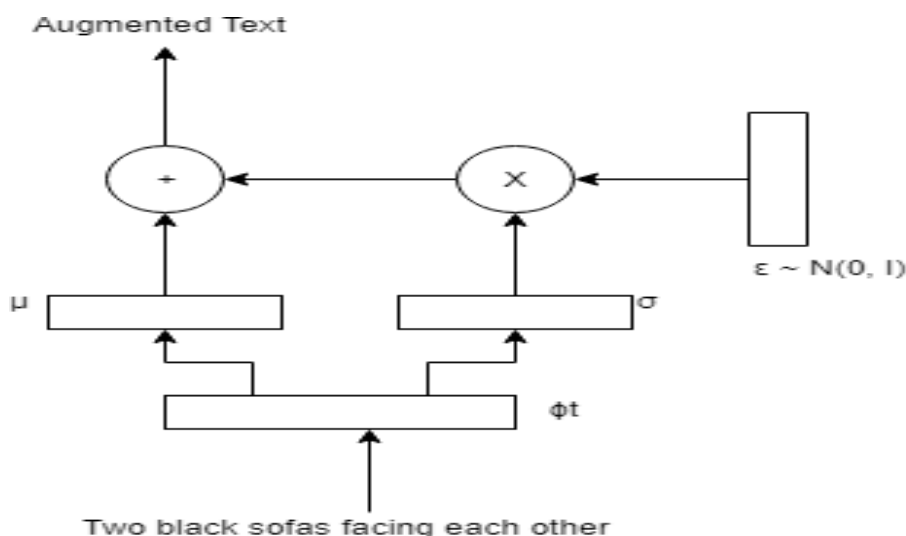 Augmented Text
+
X
ε ~ N(0, I)
μ
σ
ϕt
Two black sofas facing each other